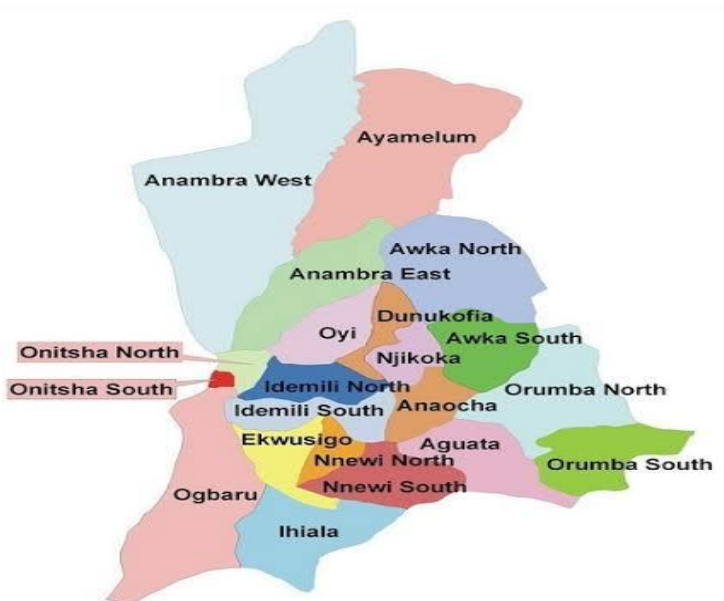 Ayamelum
Anambra West
Awka North
Anambra East
Dunukofia
Oyi
Awka South
Onitsha North
Njikoka
Onitsha South
Idemili North
Orumba North
Idemili South
Anaocha
Ekwusigo
Aguata
Nnewi North
Orumba South
Nnewi South
Ogbaru
Ihiala